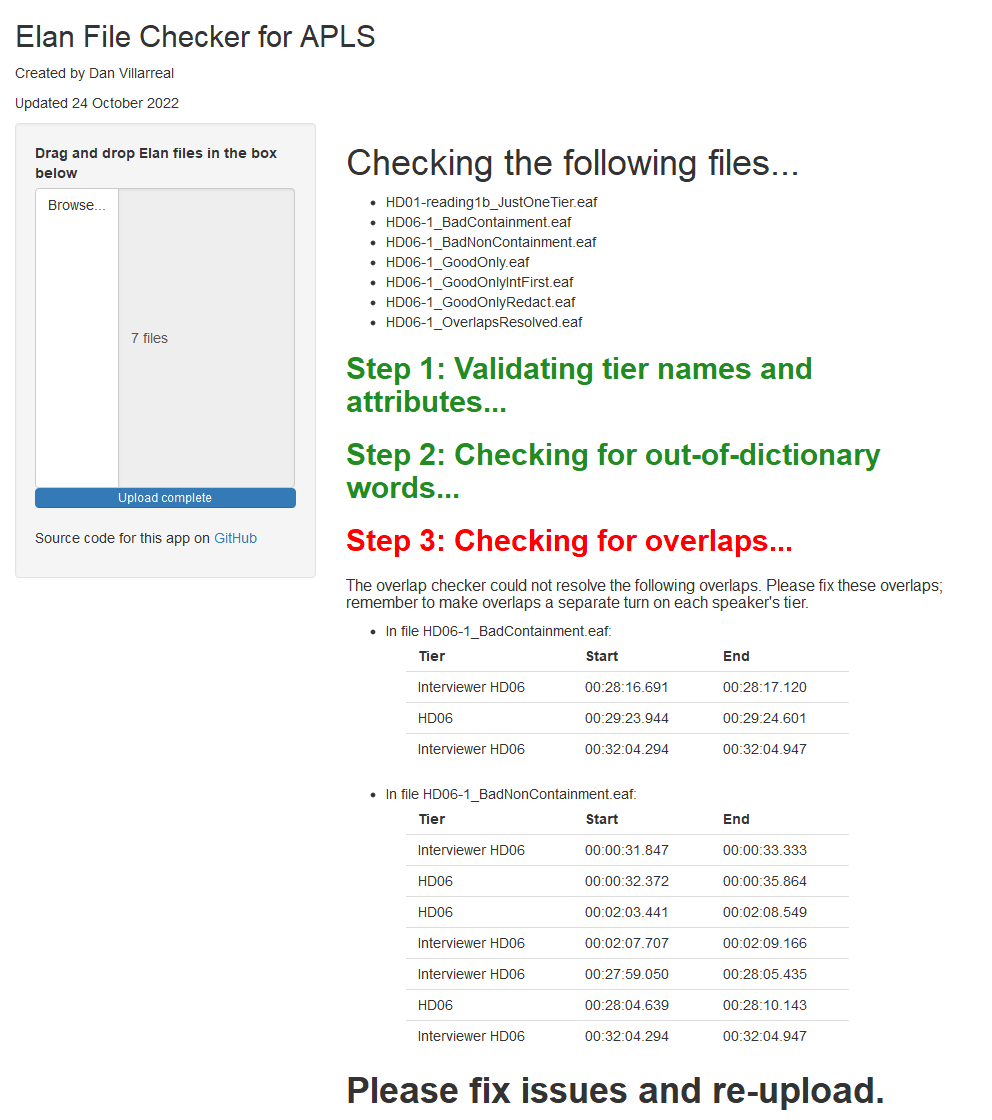 Elan File Checker for APLS
Created by Dan Villarreal
Updated 24 October 2022
Drag and drop Elan files in the box
below
Browse...
7 files
Upload complete
Source code for this app on GitHub
Checking the following files...
HD01-reading1b_JustOneTier.eaf
HD06-1_BadContainment.eaf
HD06-1_BadNonContainment.eaf
HD06-1_GoodOnly.eaf
HD06-1_GoodOnlyIntFirst.eaf
HD06-1_GoodOnlyRedact.eaf
HD06-1_OverlapsResolved.eaf
Step 1: Validating tier names and
attributes...
Step 2: Checking for out-of-dictionary
words...
Step 3: Checking for overlaps...
The overlap checker could not resolve the following overlaps. Please fix these overlaps;
remember to make overlaps a separate turn on each speaker's tier.
In file HD06-1_BadContainment.eaf:
Tier Start End
Interviewer HD06 00:28:16.691 00:28:17.120
HD06 00:29:23.944 00:29:24.601
Interviewer HD06 00:32:04.294 00:32:04.947
In file HD06-1_BadNonContainment.eaf:
Tier Start End
Interviewer HD06 00:00:31.847 00:00:33.333
HD06 00:00:32.372 00:00:35.864
HD06 00:02:03.441 00:02:08.549
Interviewer HD06 00:02:07.707 00:02:09.166
Interviewer HD06 00:27:59.050 00:28:05.435
HD06 00:28:04.639 00:28:10.143
Interviewer HD06 00:32:04.294 00:32:04.947
Please fix issues and re-upload.